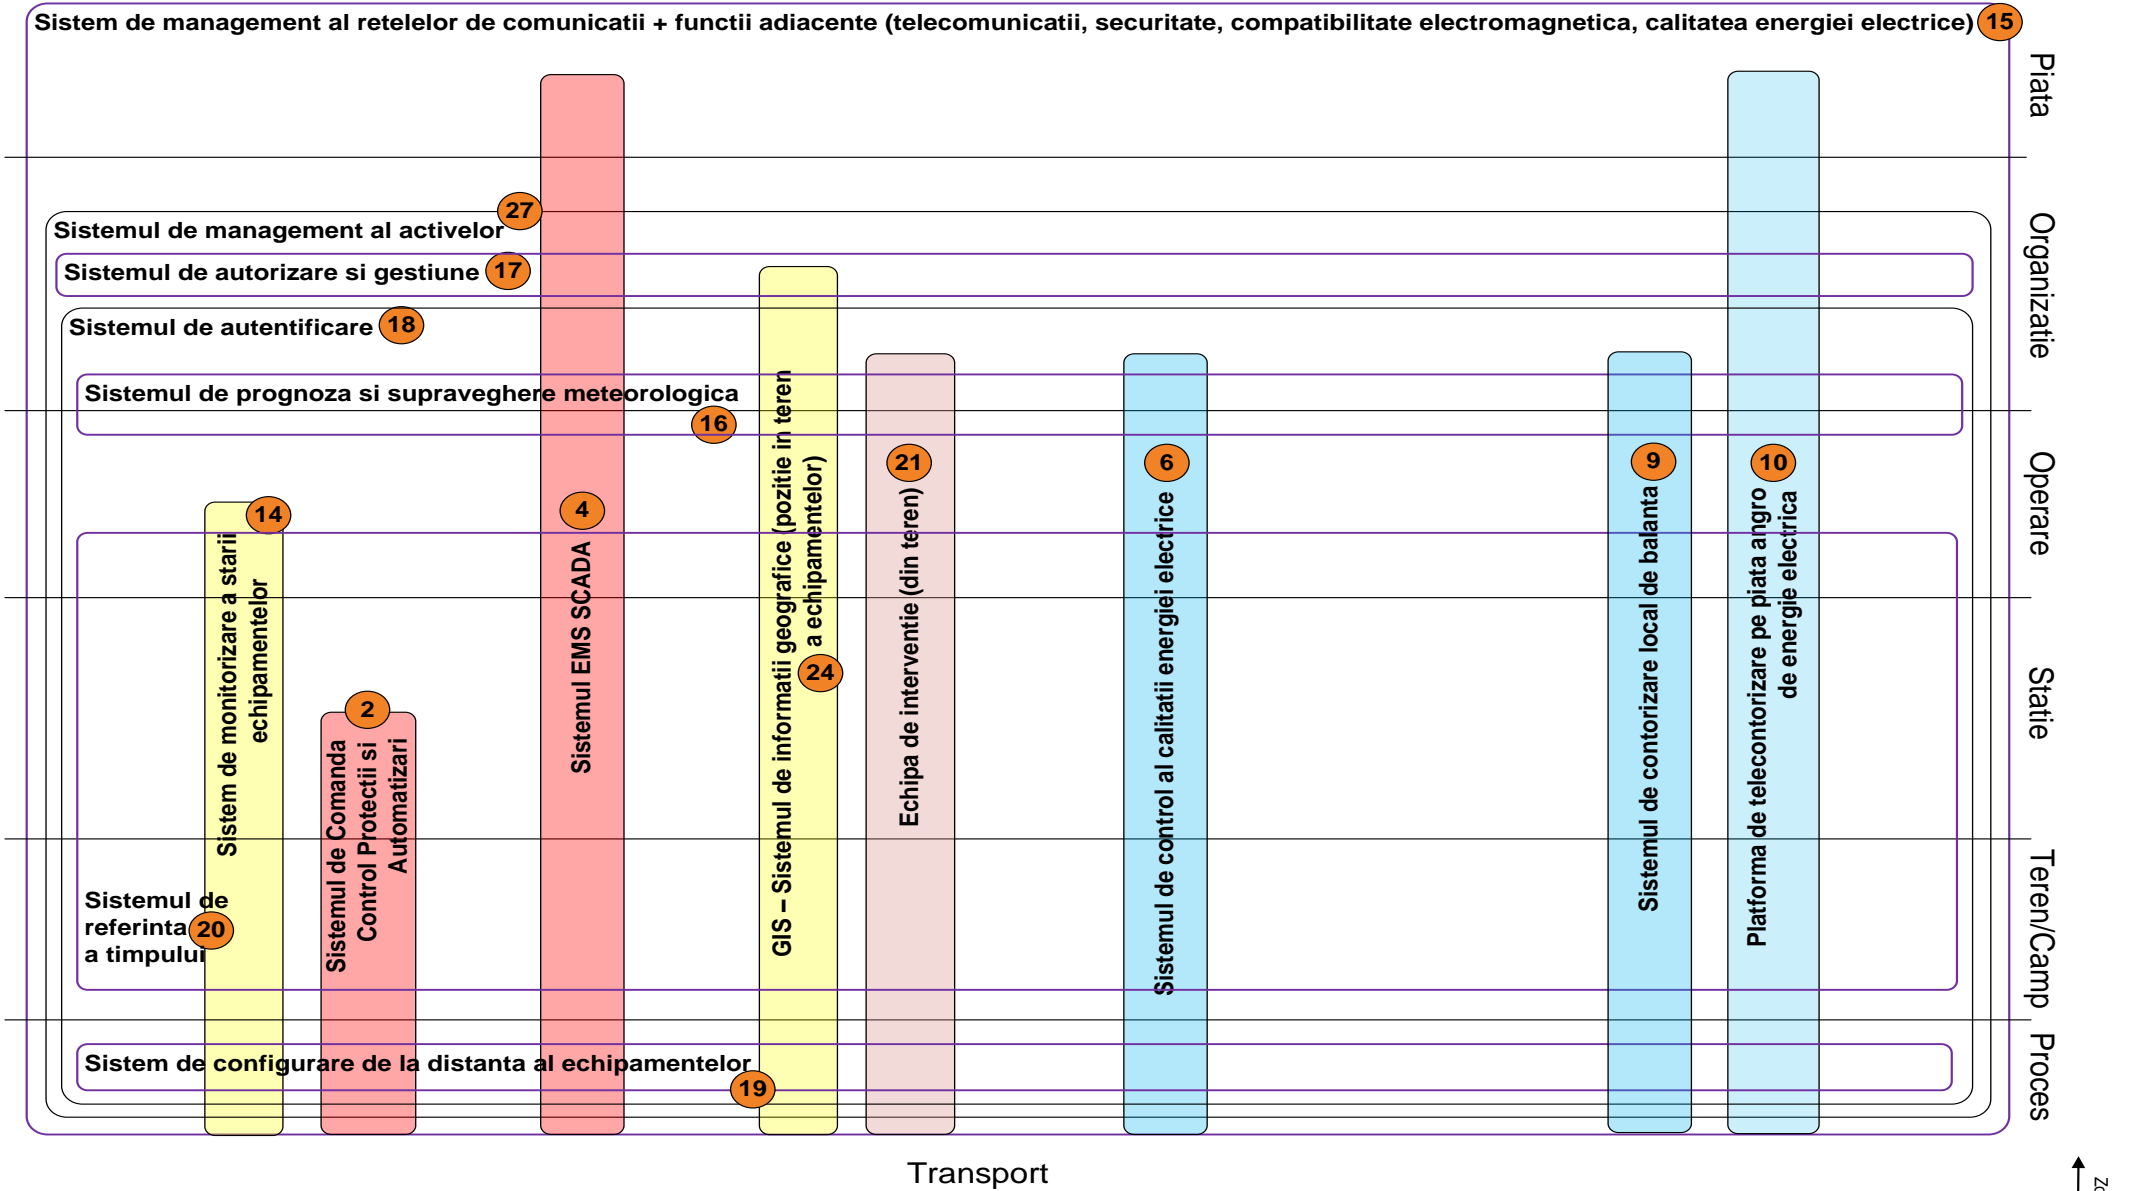 Sistem de management al retelelor de comunicatii + functii adiacente (telecomunicatii, securitate, compatibilitate electromagnetica, calitatea energiei electrice) 15
Piata
27
Sistemul de management al activelor
Sistemul de autorizare si gestiune 17
Sistemul de autentificare 18
Organizatie
Sistemul de prognoza si supraveghere meteorologica
16
Operare
14
Sistem de monitorizare a starii
echipamentelor
2
Sistemul de Comanda
Control Protectii si
Automatizari
4
Sistemul EMS SCADA
GIS – Sistemul de informatii geografice (pozitie in teren
a echipamentelor)
24
21
Echipa de interventie (din teren)
6
Sistemul de control al calitatii energiei electrice
9
Sistemul de contorizare local de balanta
10
Platforma de telecontorizare pe piata angro
de energie electrica
Statie
Sistemul de
referinta 20
a timpului
Teren/Camp
Sistem de configurare de la distanta al echipamentelor
19
Proces
Transport